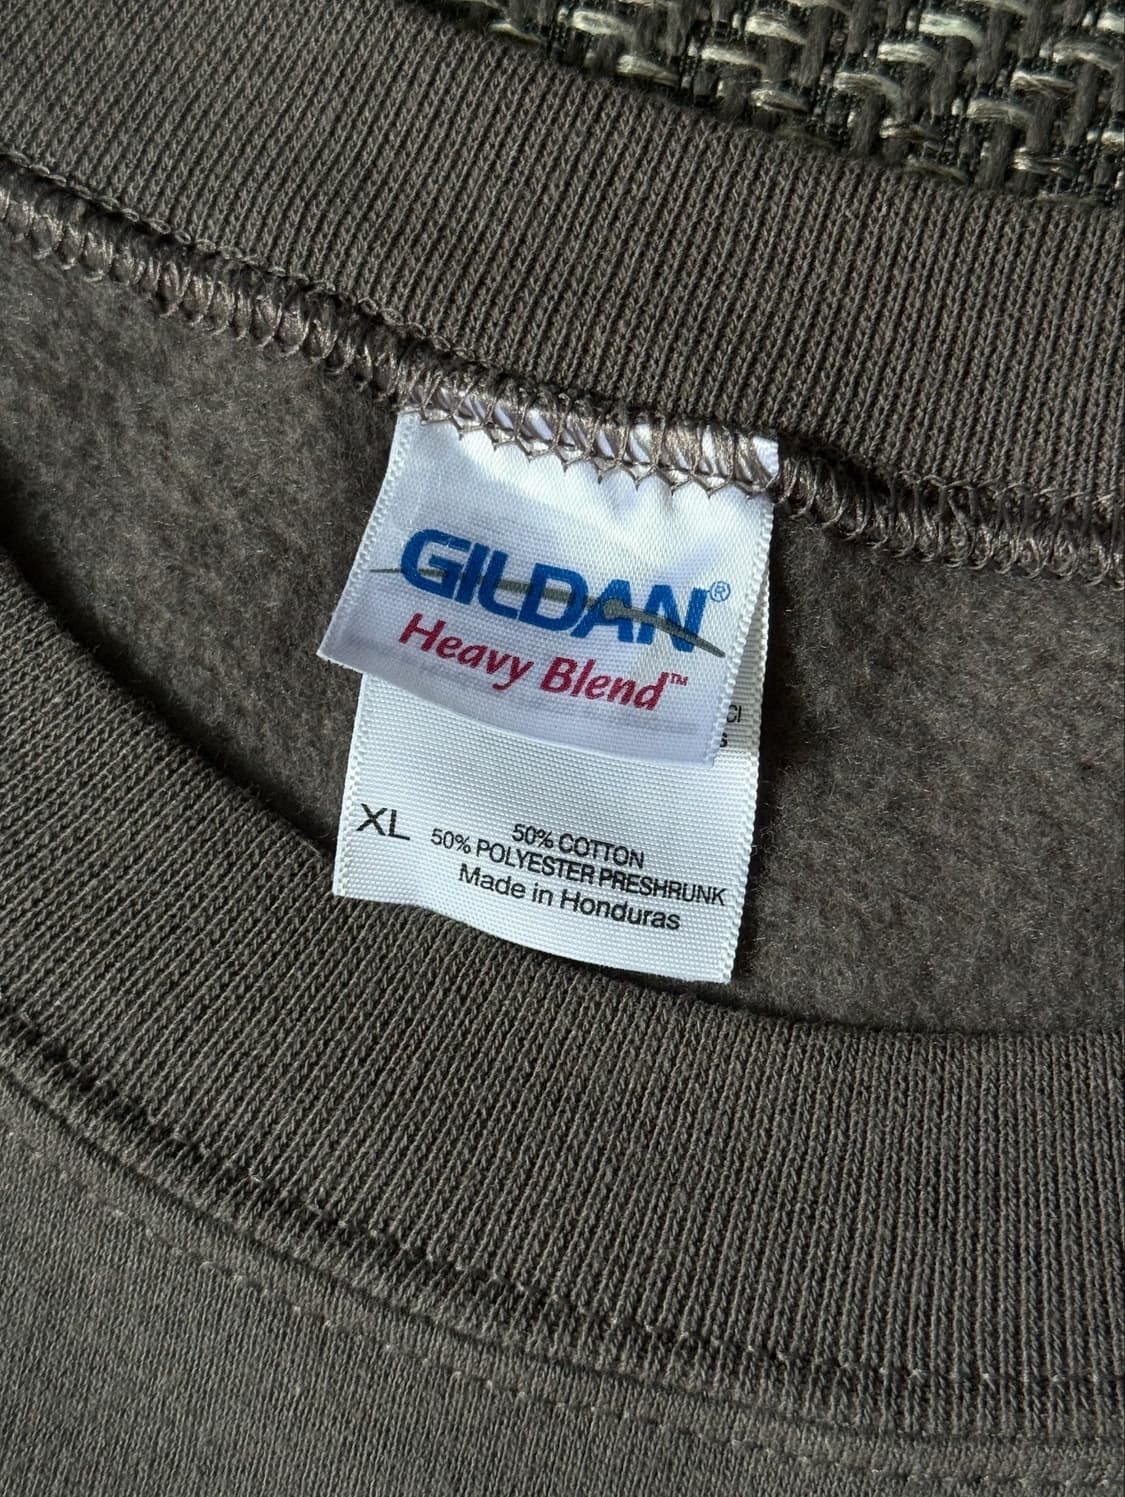 GILDAN®
Heavy Blend™
XL
50% COTTON
50% POLYESTER PRESHRUNK
Made in Honduras